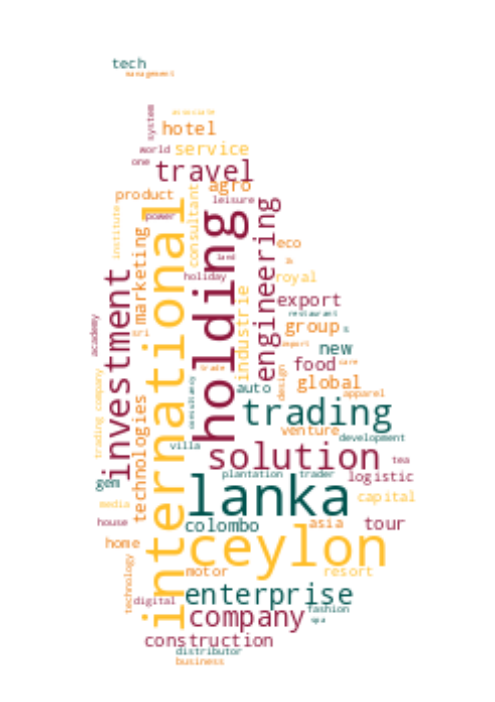 tech
management
associate
system
hotel
world
service
one
travel
agro
product
leisure
consultant
institute
power
international
holding
engineering
marketing
eco
land
holiday
royal
investment
export
industrie
restaurant
academy
sri
group
s
import
new
food
care
trade
design
global
auto
apparel
consultancy
trading company
technologies
trading
venture
development
villa
solution
tea
plantation
trader
logistic
gem
lanka
capital
media
colombo
asia
tour
house
ceylon
home
motor
resort
technology
enterprise
digital
fashion
company
spa
construction
distributor
business